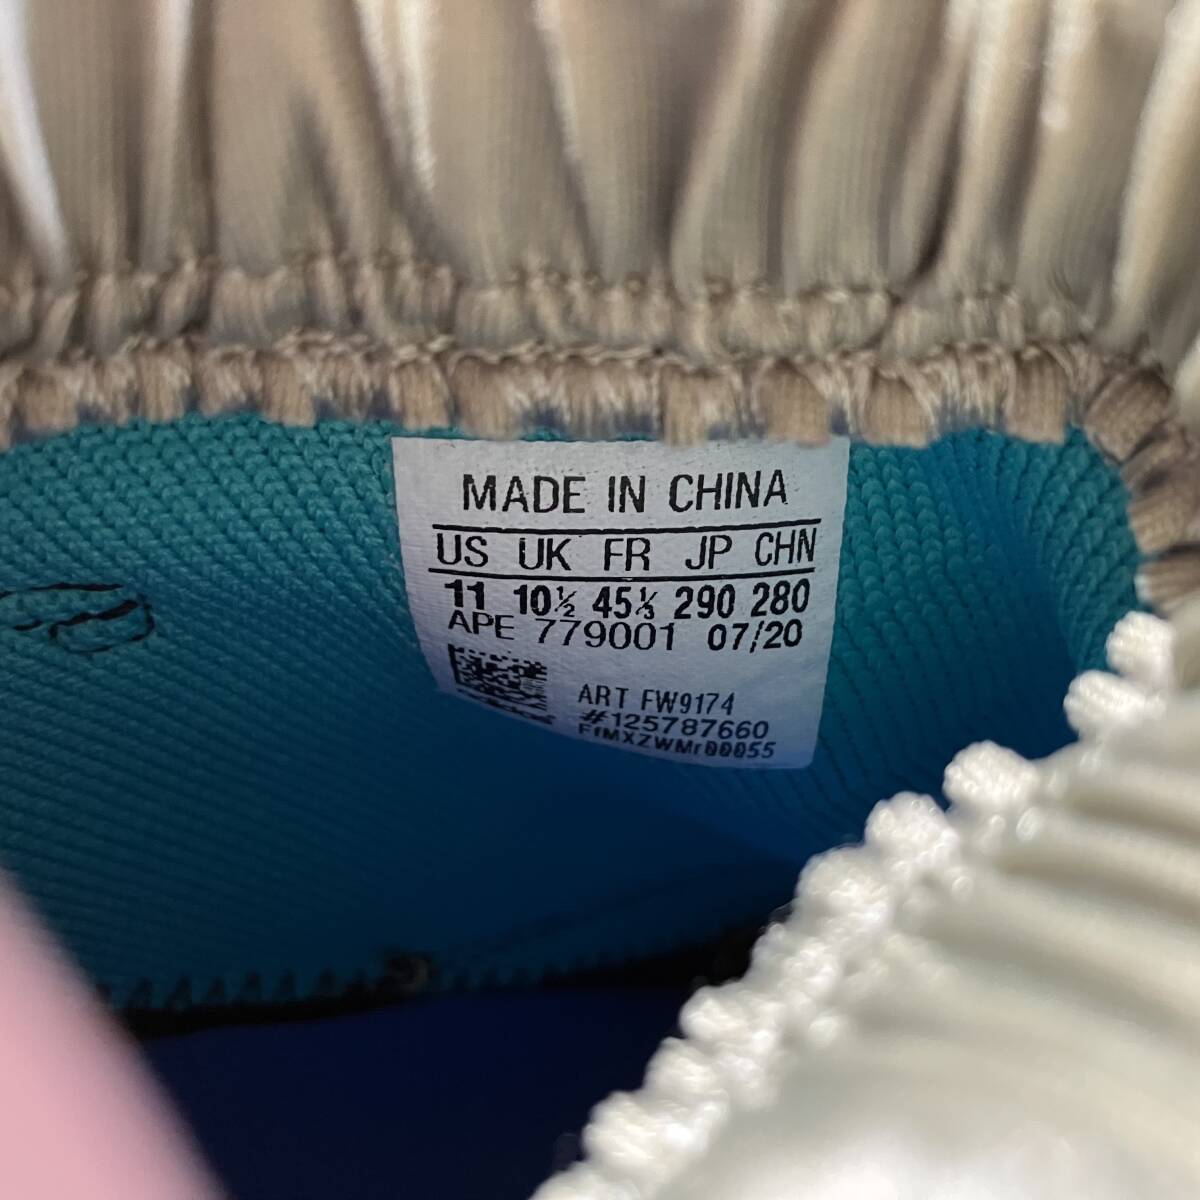 MADE IN CHINA
US UK FR JP CHN
11 10½ 45⅓ 290 280
APE 779001 07/20
ART FW9174
#125787660